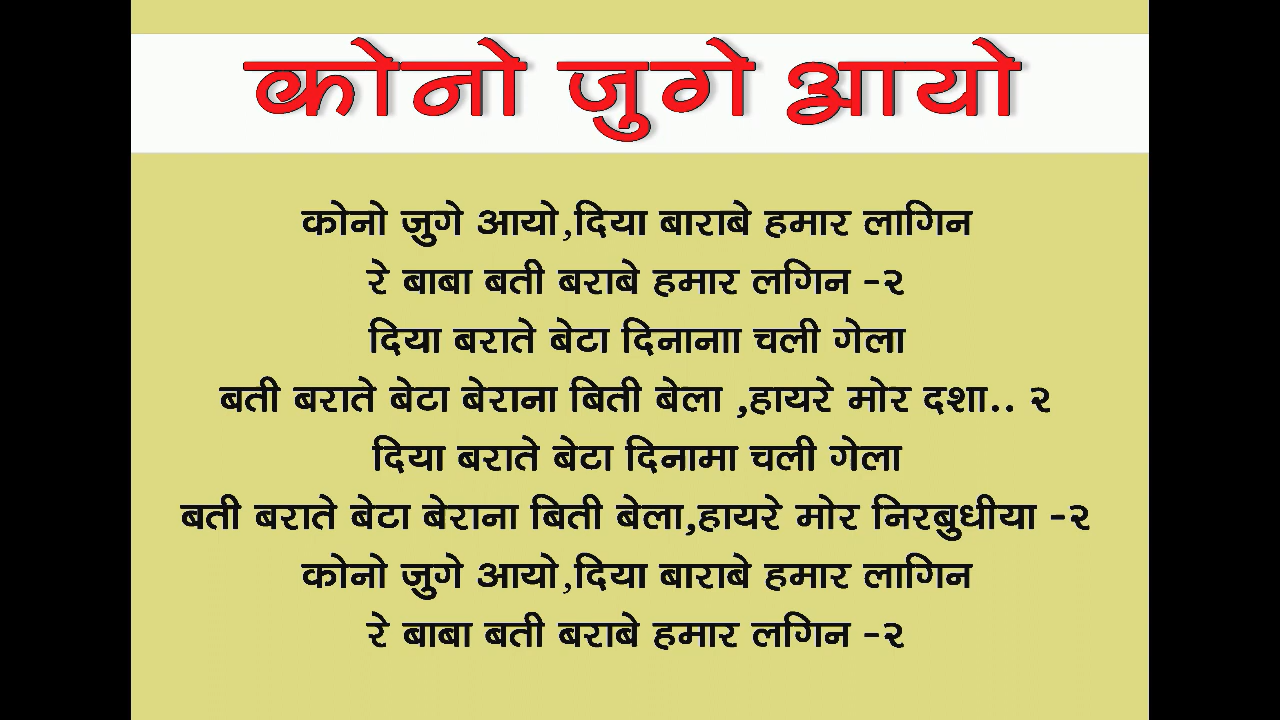 कोनो जुगे आयो
कोनो जुगे आयो,दिया बाराबे हमार लागिन
रे बाबा बती बराबे हमार लगिन -२
दिया बराते बेटा दिनानाा चली गेला
बती बराते बेटा बेराना बिती बेला ,हायरे मोर दशा.. २
दिया बराते बेटा दिनामा चली गेला
बती बराते बेटा बेराना बिती बेला,हायरे मोर निरबुधीया -२
कोनो जुगे आयो,दिया बाराबे हमार लागिन
रे बाबा बती बराबे हमार लगिन -२